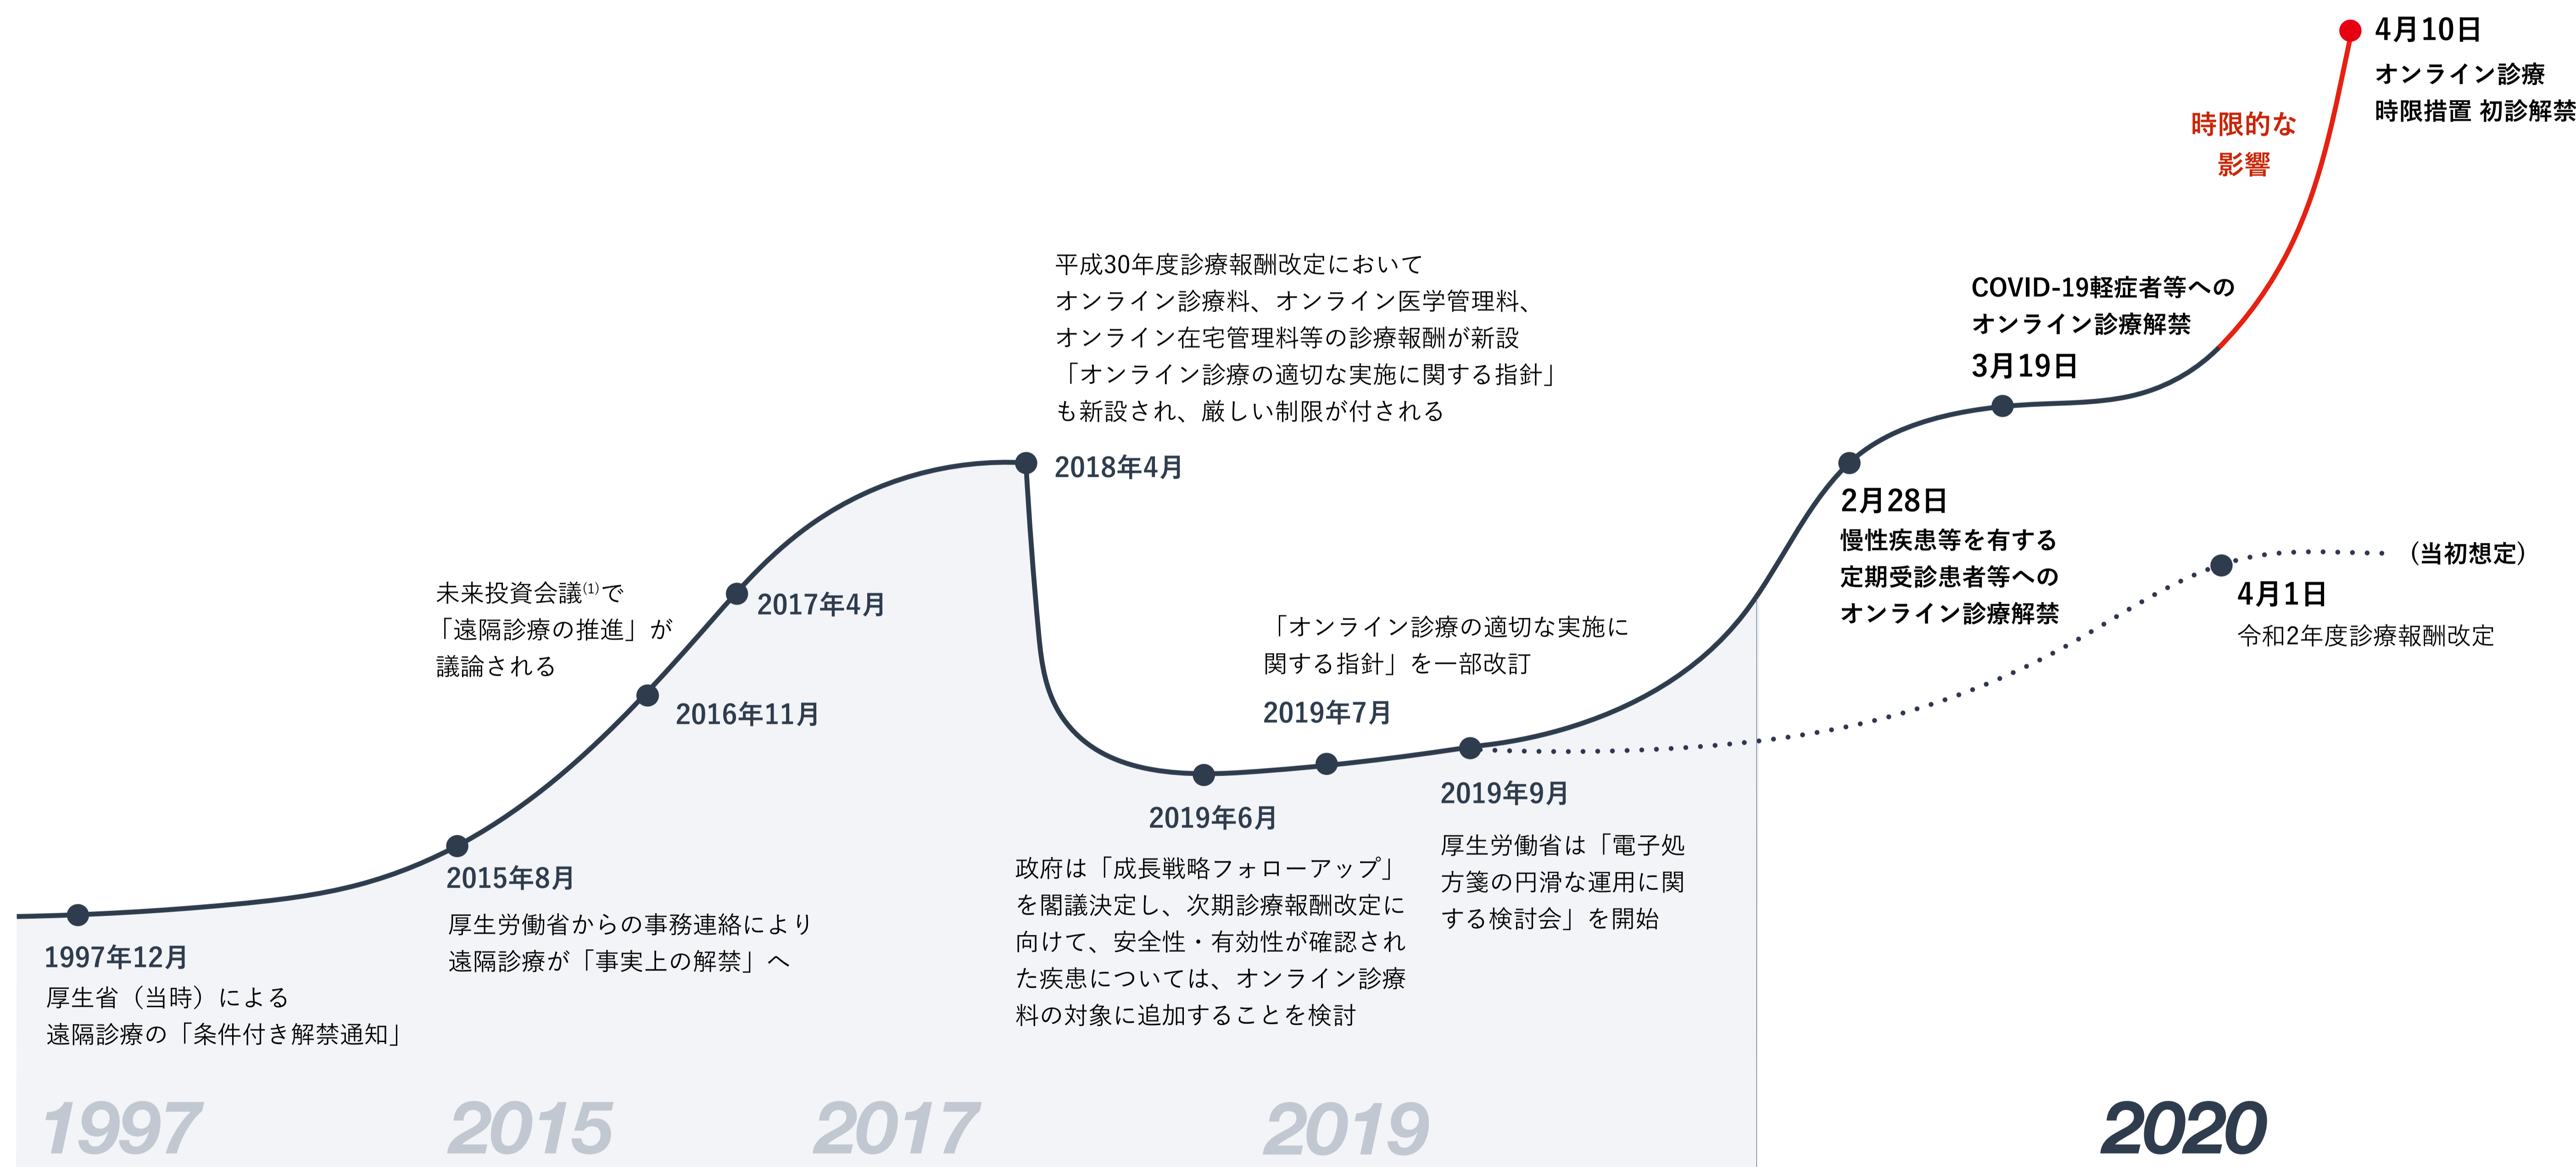 4月10日
オンライン診療
時限措置 初診解禁
時限的な
影響
平成30年度診療報酬改定において
オンライン診療料、オンライン医学管理料、
オンライン在宅管理料等の診療報酬が新設
「オンライン診療の適切な実施に関する指針」
も新設され、厳しい制限が付される
2018年4月
COVID-19軽症者等への
オンライン診療解禁
3月19日
2月28日
慢性疾患等を有する
定期受診患者等への
オンライン診療解禁
（当初想定）
4月1日
令和2年度診療報酬改定
未来投資会議(1)で
「遠隔診療の推進」が
議論される
2017年4月
2016年11月
「オンライン診療の適切な実施に
関する指針」を一部改訂
2019年7月
2019年6月
政府は「成長戦略フォローアップ」
を閣議決定し、次期診療報酬改定に
向けて、安全性・有効性が確認され
た疾患については、オンライン診療
料の対象に追加することを検討
2019年9月
厚生労働省は「電子処
方箋の円滑な運用に関
する検討会」を開始
2015年8月
厚生労働省からの事務連絡により
遠隔診療が「事実上の解禁」へ
1997年12月
厚生省（当時）による
遠隔診療の「条件付き解禁通知」
1997
2015
2017
2019
2020